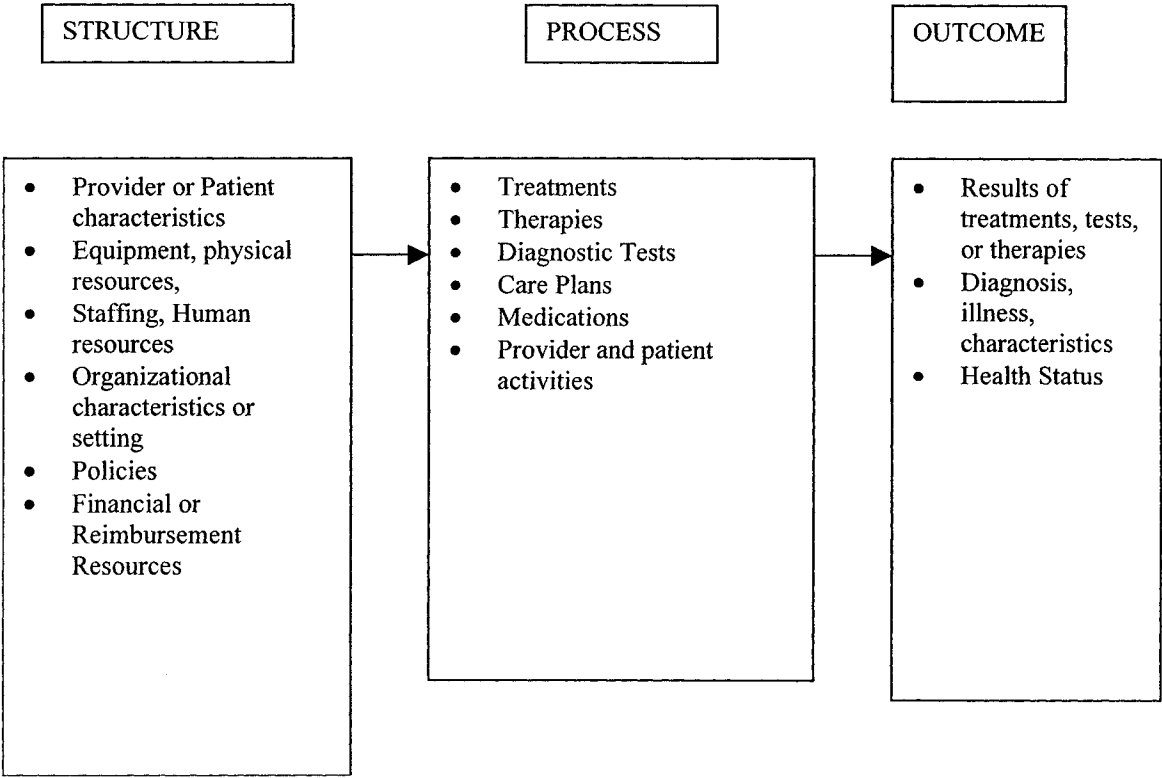 STRUCTURE
PROCESS
OUTCOME
• Provider or Patient
characteristics
• Equipment, physical
resources,
• Staffing, Human
resources
• Organizational
characteristics or
setting
• Policies
• Financial or
Reimbursement
Resources
• Treatments
• Therapies
• Diagnostic Tests
• Care Plans
• Medications
• Provider and patient
activities
• Results of
treatments, tests,
or therapies
• Diagnosis,
illness,
characteristics
• Health Status